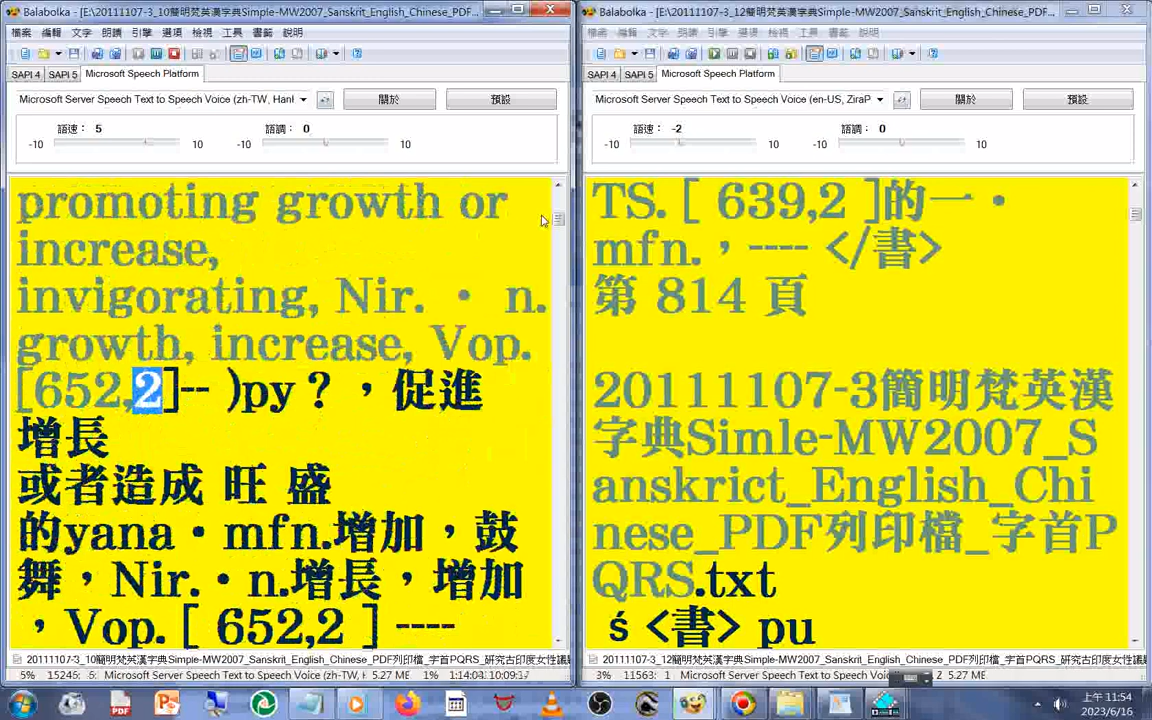 Balabolka - [E:\20111107-3_10簡明梵英漢字典Simple-MW2007_Sanskrit_English_Chinese_PDF...
檔案 編輯 文字 朗讀 引擎 選項 檢視 工具 書籤 說明
SAPI 4 SAPI 5 Microsoft Speech Platform
Microsoft Server Speech Text to Speech Voice (zh-TW, Hanl
關於 預設
語速： 5 語調： 0
-10 10 -10 10
promoting growth or
increase,
invigorating, Nir. • n.
growth, increase, Vop.
[652,2]-- )py？，促進
增長
或者造成 旺 盛
的yana•mfn.增加，鼓
舞，Nir.•n.增長，增加
，Vop. [ 652,2 ] ----
20111107-3_10簡明梵英漢字典Simple-MW2007_Sanskrit_English_Chinese_PDF列印檔_字首PQRS_研究古印度女性議
5% 15245: 5: Microsoft Speech Platform Microsoft Server Speech Text to Speech Voice (zh-TW, H 5.27 ME 1%
Balabolka - [E:\20111107-3_12簡明梵英漢字典Simple-MW2007_Sanskrit_English_Chinese_PDF...
檔案 編輯 文字 朗讀 引擎 選項 檢視 工具 書籤 說明
SAPI 4 SAPI 5 Microsoft Speech Platform
Microsoft Server Speech Text to Speech Voice (en-US, ZiraP
關於 預設
語速： -2 語調： 0
-10 10 -10 10
TS. [ 639,2 ]的一•
mfn.，---- </書>
第 814 頁
20111107-3簡明梵英漢
字典Simle-MW2007_S
anskrict_English_Chi
nese_PDF列印檔_字首P
QRS.txt
ś <書> pu
20111107-3_12簡明梵英漢字典Simple-MW2007_Sanskrit_English_Chinese_PDF列印檔_字首PQRS_研究古印度女性議
3% 11563: 1 Microsoft Speech Platform Microsoft Server Speech Text to Speech V 5.27 ME
上午 11:54
2023/6/16